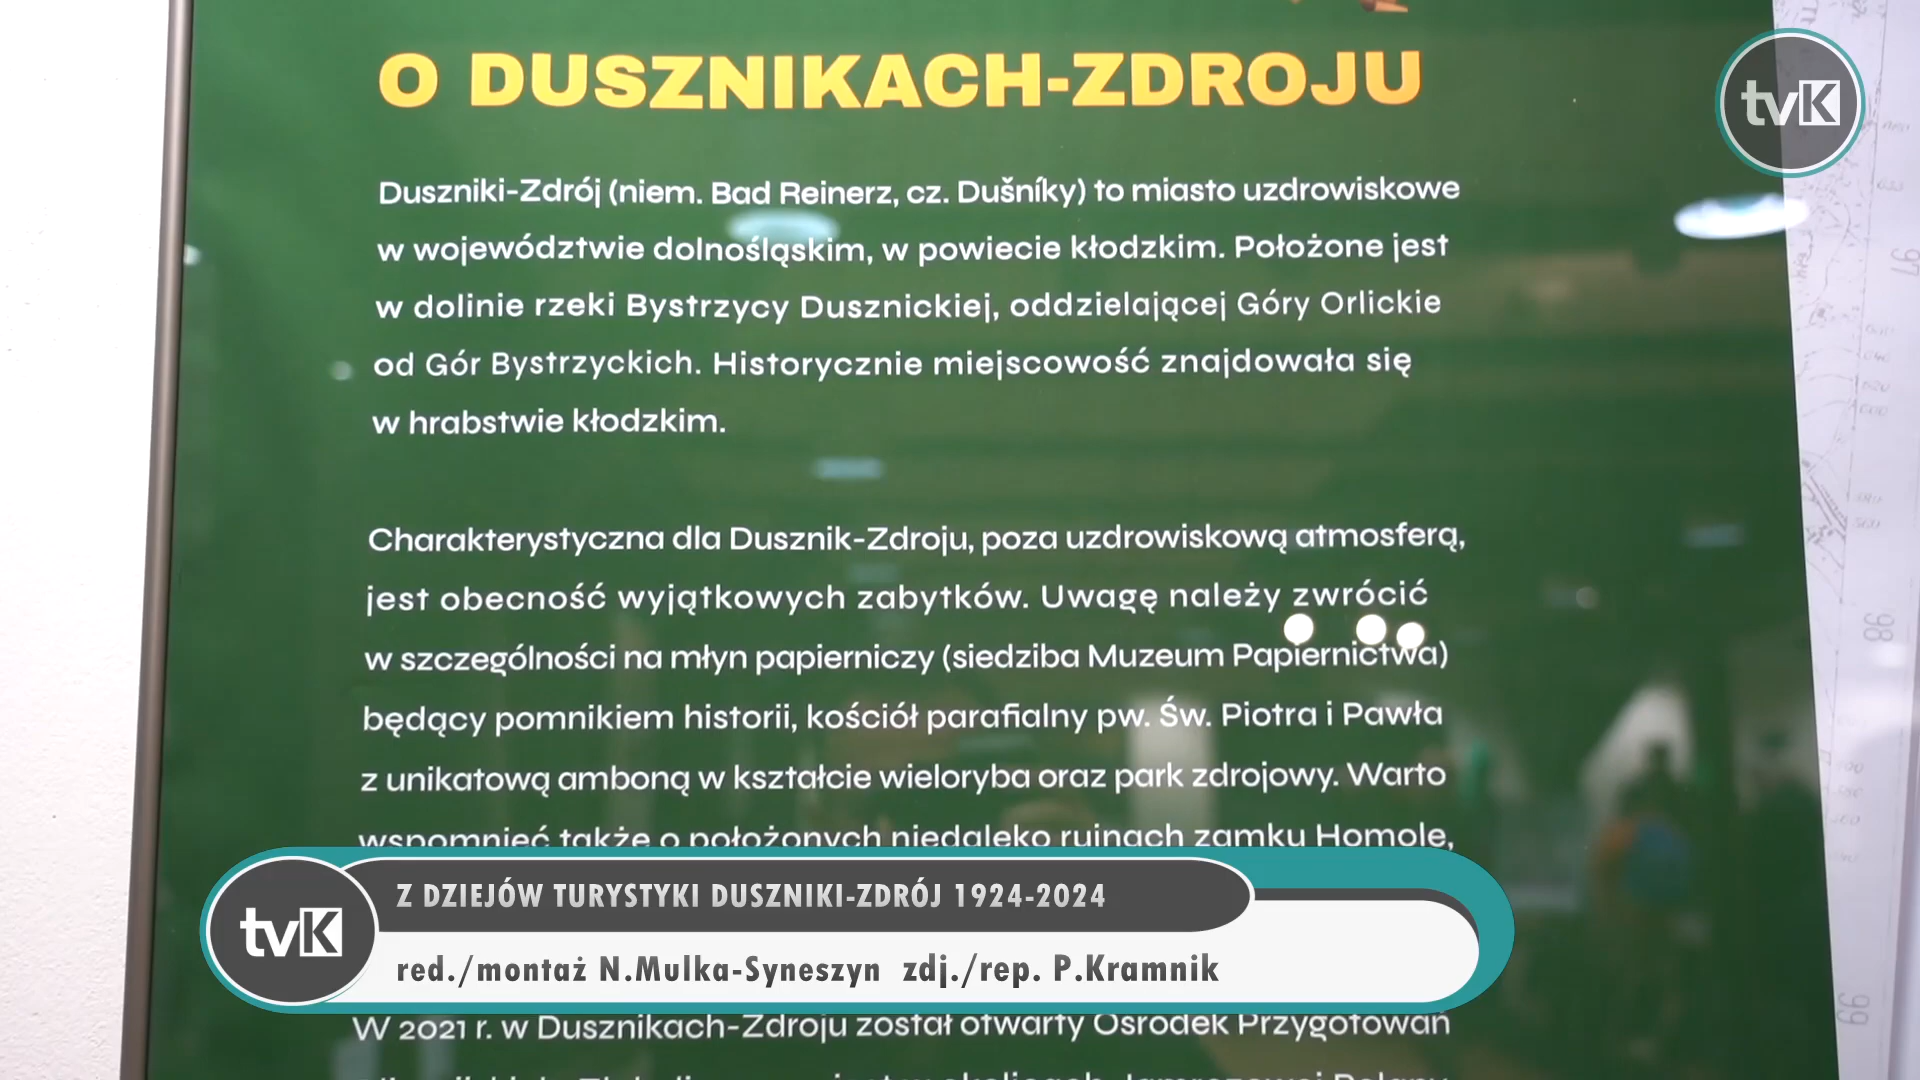 O DUSZNIKACH-ZDROJU
tvK
Duszniki-Zdrój (niem. Bad Reinerz, cz. Dušníky) to miasto uzdrowiskowe
w województwie dolnośląskim, w powiecie kłodzkim. Położone jest
w dolinie rzeki Bystrzycy Dusznickiej, oddzielającej Góry Orlickie
od Gór Bystrzyckich. Historycznie miejscowość znajdowała się
w hrabstwie kłodzkim.
Charakterystyczna dla Dusznik-Zdroju, poza uzdrowiskową atmosferą,
jest obecność wyjątkowych zabytków. Uwagę należy zwrócić
w szczególności na młyn papierniczy (siedziba Muzeum Papiernictwa)
będący pomnikiem historii, kościół parafialny pw. Św. Piotra i Pawła
z unikatową amboną w kształcie wieloryba oraz park zdrojowy. Warto
wspomnieć także o położonych niedaleko ruinach zamku Homole,
Z DZIEJÓW TURYSTYKI DUSZNIKI-ZDRÓJ 1924-2024
tvK
red./montaż N.Mulka-Syneszyn zdj./rep. P.Kramnik
W 2021 r. w Dusznikach-Zdroju został otwarty Ośrodek Przygotowań
97
98
99